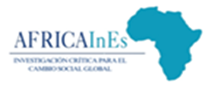 AFRICAInEs
INVESTIGACIÓN CRÍTICA PARA EL
CAMBIO SOCIAL GLOBAL